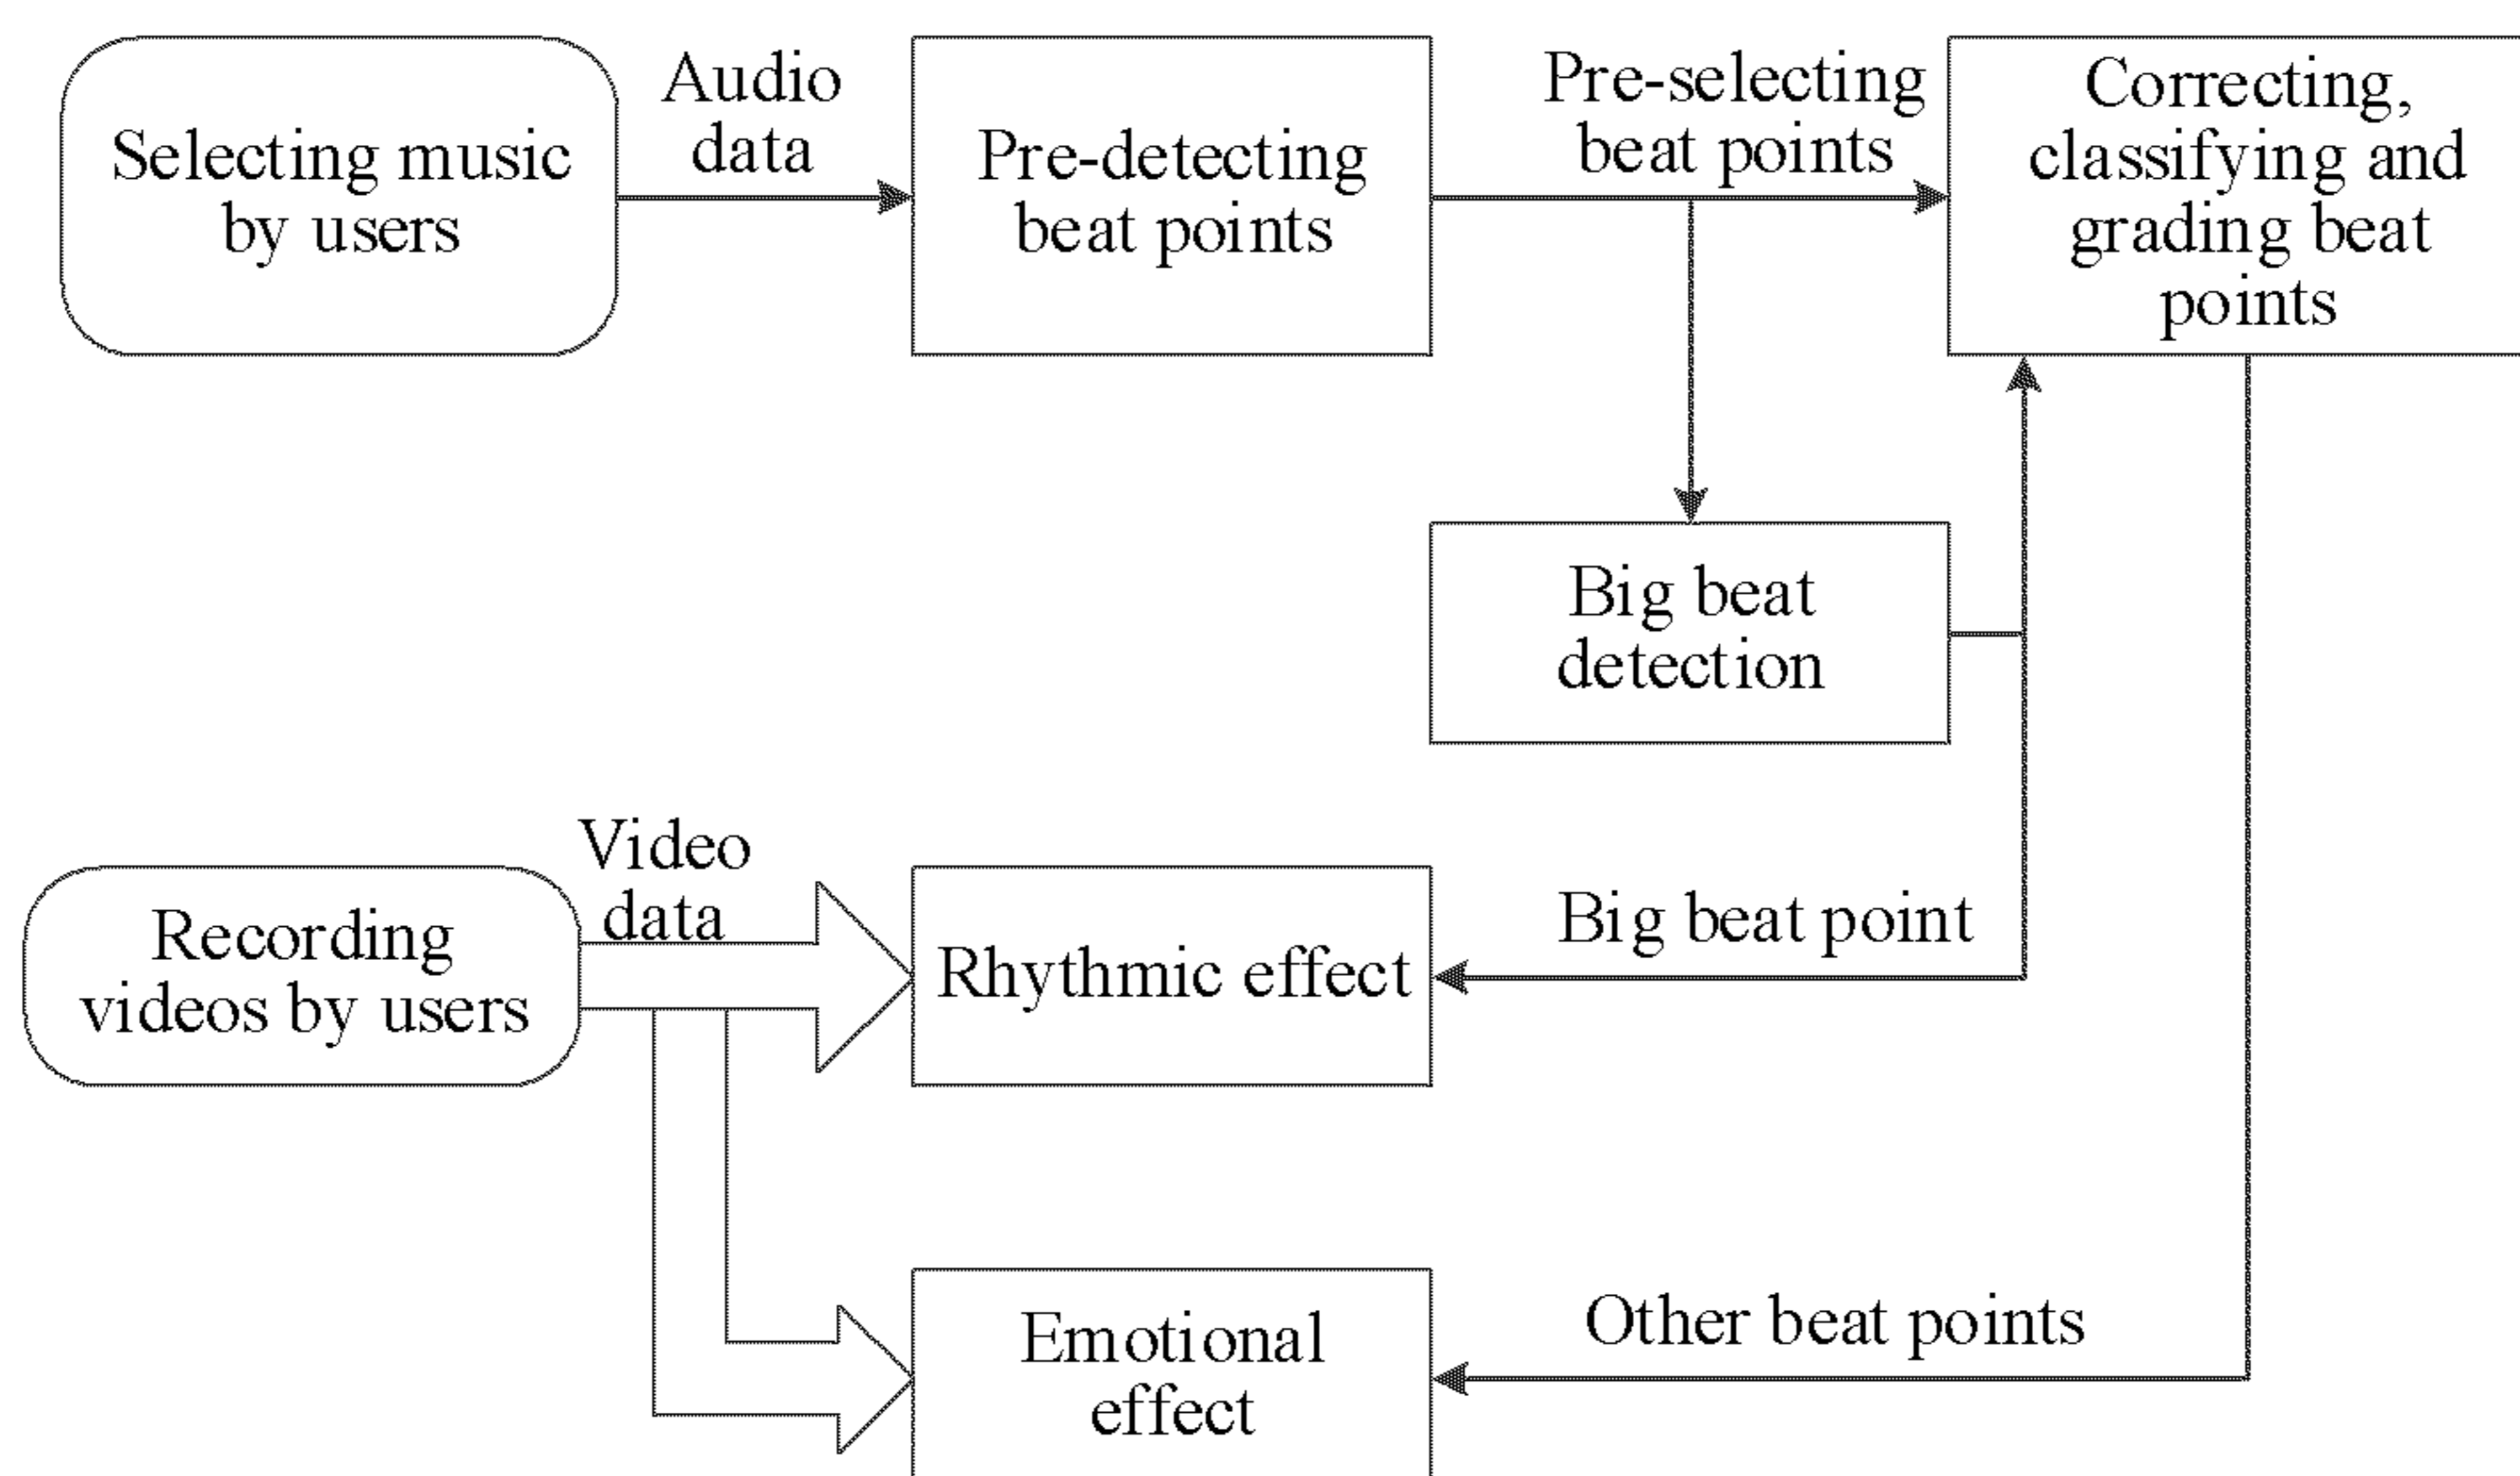 Selecting music
by users
Audio
data
Pre-detecting
beat points
Pre-selecting
beat points
Correcting,
classifying and
grading beat
points
Big beat
detection
Recording
videos by users
Video
data
Rhythmic effect
Big beat point
Emotional
effect
Other beat points